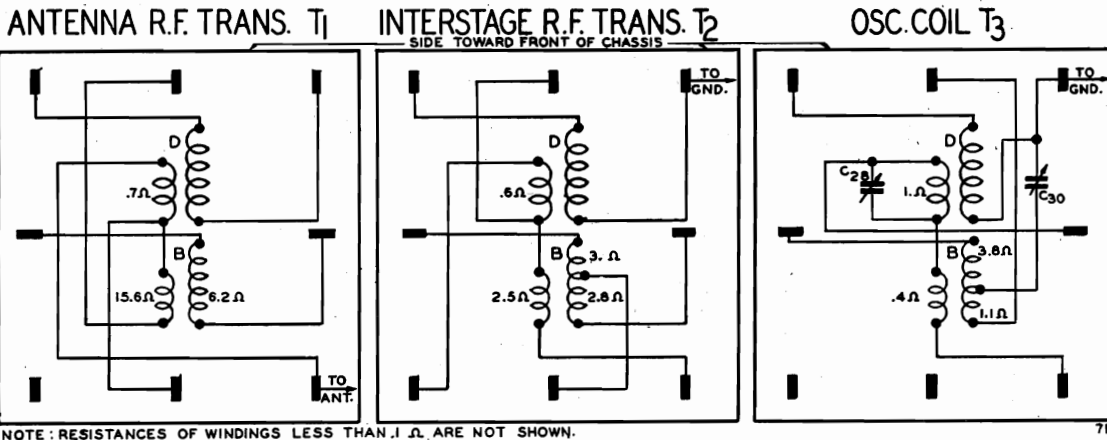 ANTENNA R.F. TRANS. T1 INTERSTAGE R.F. TRANS. T2 OSC. COIL T3
SIDE TOWARD FRONT OF CHASSIS
TO GND.
TO GND.
D
D
D
.7Ω
.6Ω
C28
1.Ω
C30
B
B
B
3. Ω
3.8Ω
15.6Ω
6.2Ω
2.5Ω
2.8Ω
.4Ω
1.1Ω
TO ANT.
NOTE : RESISTANCES OF WINDINGS LESS THAN .1 Ω ARE NOT SHOWN.